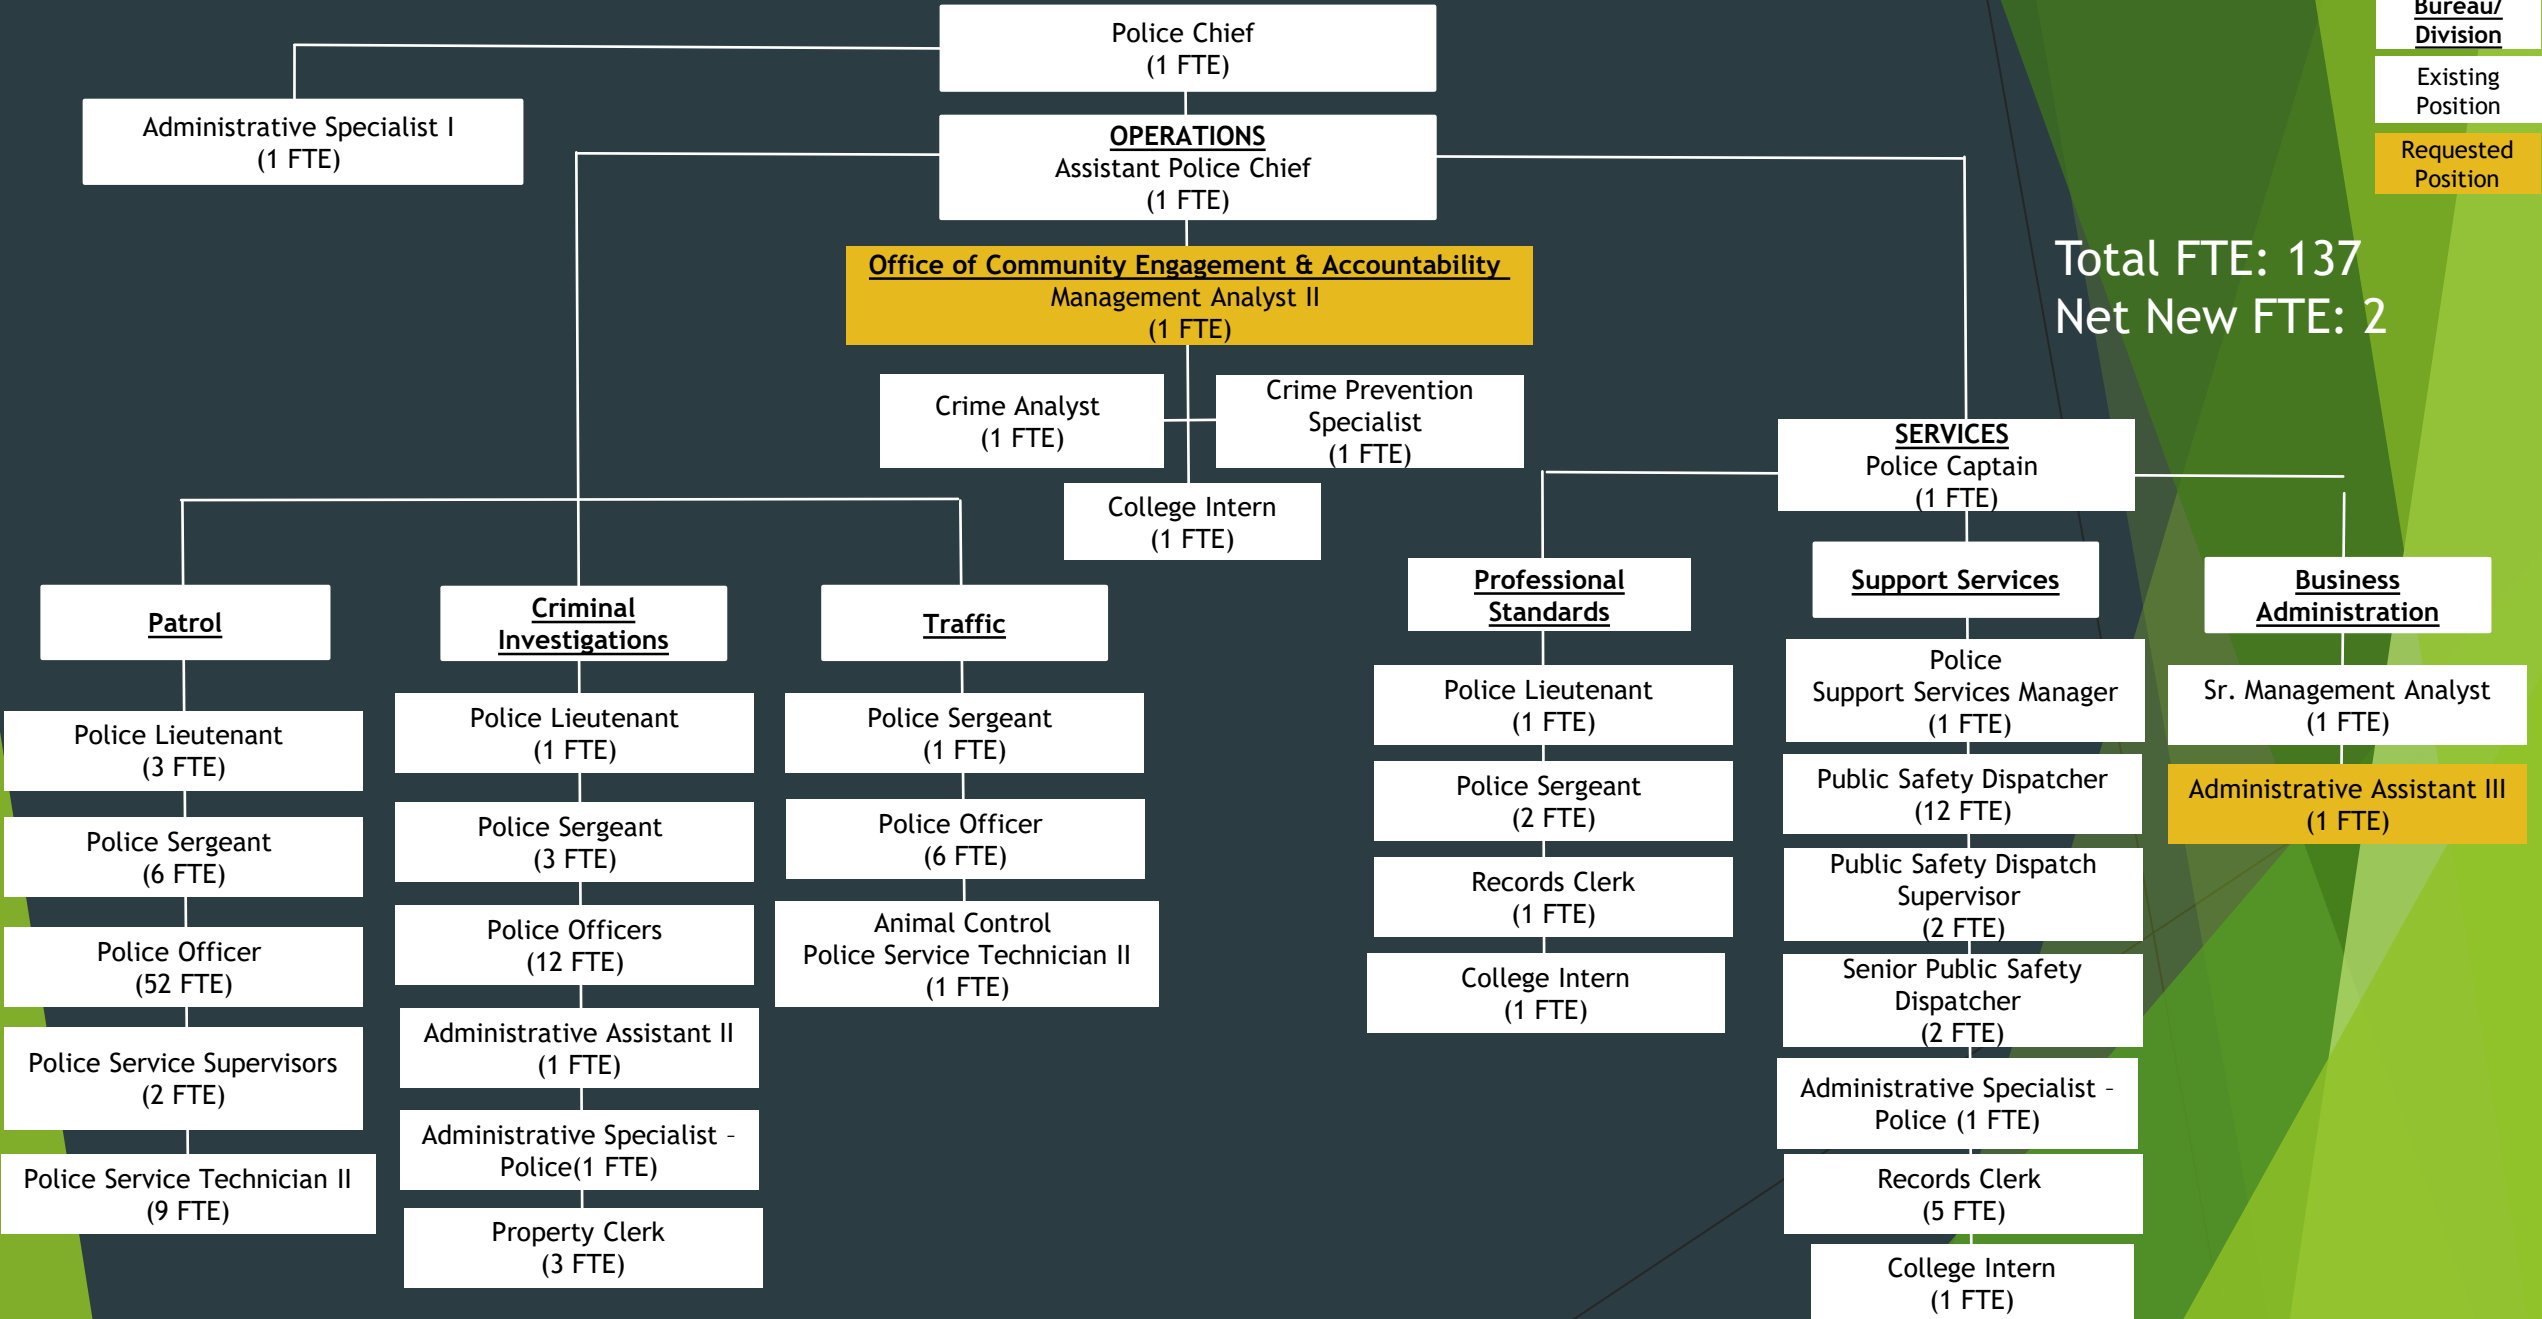 Police Chief
(1 FTE)
Administrative Specialist I
(1 FTE)
OPERATIONS
Assistant Police Chief
(1 FTE)
Bureau/
Division
Existing
Position
Requested
Position
Total FTE: 137
Net New FTE: 2
Office of Community Engagement & Accountability
Management Analyst II
(1 FTE)
Crime Analyst
(1 FTE)
Crime Prevention
Specialist
(1 FTE)
College Intern
(1 FTE)
SERVICES
Police Captain
(1 FTE)
Patrol
Police Lieutenant
(3 FTE)
Police Sergeant
(6 FTE)
Police Officer
(52 FTE)
Police Service Supervisors
(2 FTE)
Police Service Technician II
(9 FTE)
Criminal
Investigations
Police Lieutenant
(1 FTE)
Police Sergeant
(3 FTE)
Police Officers
(12 FTE)
Administrative Assistant II
(1 FTE)
Administrative Specialist –
Police(1 FTE)
Property Clerk
(3 FTE)
Traffic
Police Sergeant
(1 FTE)
Police Officer
(6 FTE)
Animal Control
Police Service Technician II
(1 FTE)
Professional
Standards
Police Lieutenant
(1 FTE)
Police Sergeant
(2 FTE)
Records Clerk
(1 FTE)
College Intern
(1 FTE)
Support Services
Police
Support Services Manager
(1 FTE)
Public Safety Dispatcher
(12 FTE)
Public Safety Dispatch
Supervisor
(2 FTE)
Senior Public Safety
Dispatcher
(2 FTE)
Administrative Specialist –
Police (1 FTE)
Records Clerk
(5 FTE)
College Intern
(1 FTE)
Business
Administration
Sr. Management Analyst
(1 FTE)
Administrative Assistant III
(1 FTE)